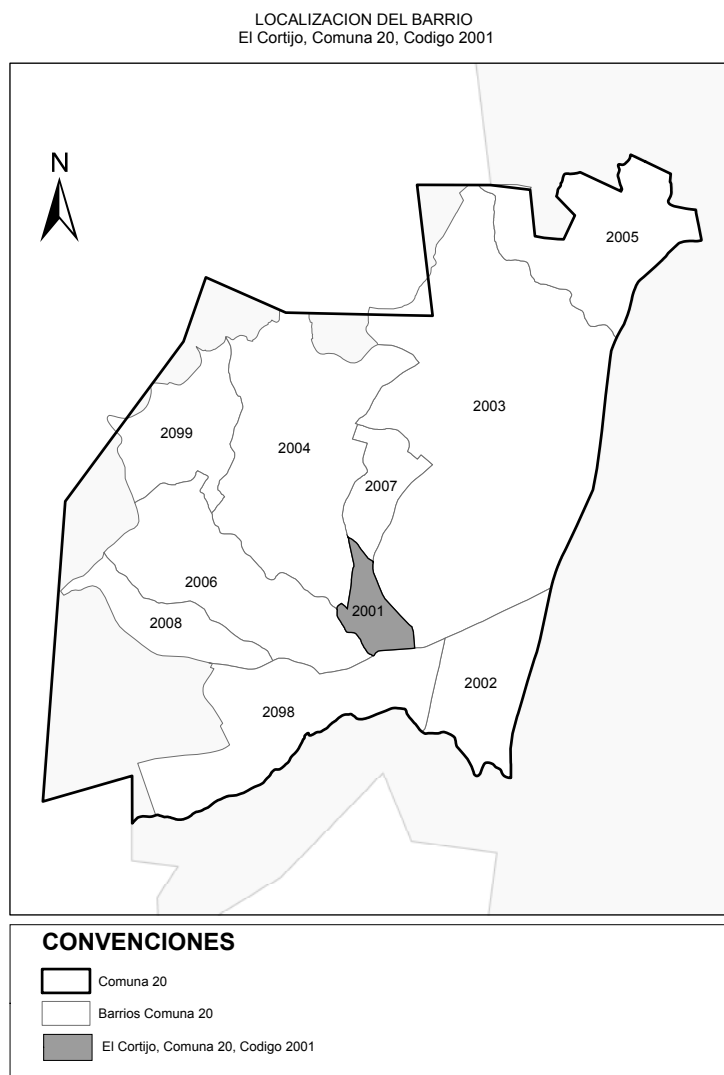 LOCALIZACION DEL BARRIO
El Cortijo, Comuna 20, Codigo 2001
N
2005
2003
2099
2004
2007
2006
2001
2008
2002
2098
CONVENCIONES
Comuna 20
Barrios Comuna 20
El Cortijo, Comuna 20, Codigo 2001